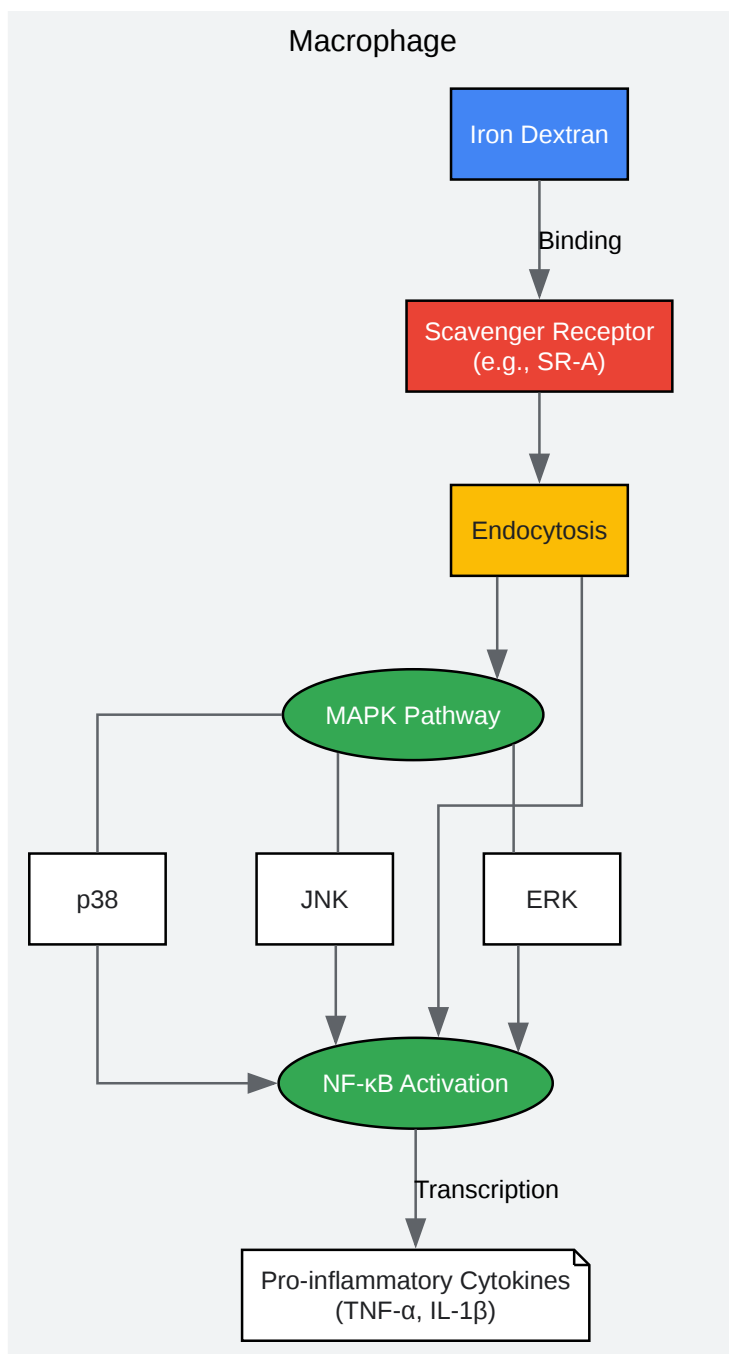 Macrophage
Iron Dextran
Binding
Scavenger Receptor
(e.g., SR-A)
Endocytosis
MAPK Pathway
p38
JNK
ERK
NF-κB Activation
Transcription
Pro-inflammatory Cytokines
(TNF-α, IL-1β)